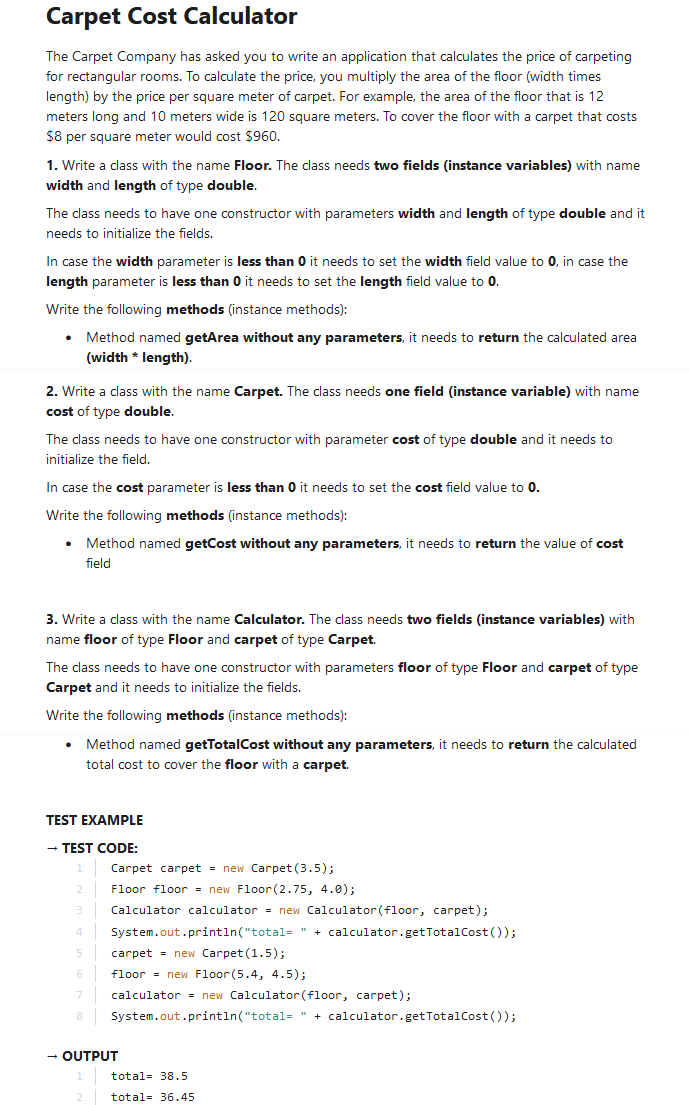 Carpet Cost Calculator
The Carpet Company has asked you to write an application that calculates the price of carpeting
for rectangular rooms. To calculate the price, you multiply the area of the floor (width times
length) by the price per square meter of carpet. For example, the area of the floor that is 12
meters long and 10 meters wide is 120 square meters. To cover the floor with a carpet that costs
$8 per square meter would cost $960.
1. Write a class with the name Floor. The class needs two fields (instance variables) with name
width and length of type double.
The class needs to have one constructor with parameters width and length of type double and it
needs to initialize the fields.
In case the width parameter is less than 0 it needs to set the width field value to 0, in case the
length parameter is less than 0 it needs to set the length field value to 0.
Write the following methods (instance methods):
• Method named getArea without any parameters, it needs to return the calculated area
(width * length).
2. Write a class with the name Carpet. The class needs one field (instance variable) with name
cost of type double.
The class needs to have one constructor with parameter cost of type double and it needs to
initialize the field.
In case the cost parameter is less than 0 it needs to set the cost field value to 0.
Write the following methods (instance methods):
• Method named getCost without any parameters, it needs to return the value of cost
field
3. Write a class with the name Calculator. The class needs two fields (instance variables) with
name floor of type Floor and carpet of type Carpet.
The class needs to have one constructor with parameters floor of type Floor and carpet of type
Carpet and it needs to initialize the fields.
Write the following methods (instance methods):
• Method named getTotalCost without any parameters, it needs to return the calculated
total cost to cover the floor with a carpet.
TEST EXAMPLE
→ TEST CODE:
1 Carpet carpet = new Carpet(3.5);
2 Floor floor = new Floor(2.75, 4.0);
3 Calculator calculator = new Calculator(floor, carpet);
4 System.out.println("total= " + calculator.getTotalCost());
5 carpet = new Carpet(1.5);
6 floor = new Floor(5.4, 4.5);
7 calculator = new Calculator(floor, carpet);
8 System.out.println("total= " + calculator.getTotalCost());
→ OUTPUT
1 total= 38.5
2 total= 36.45